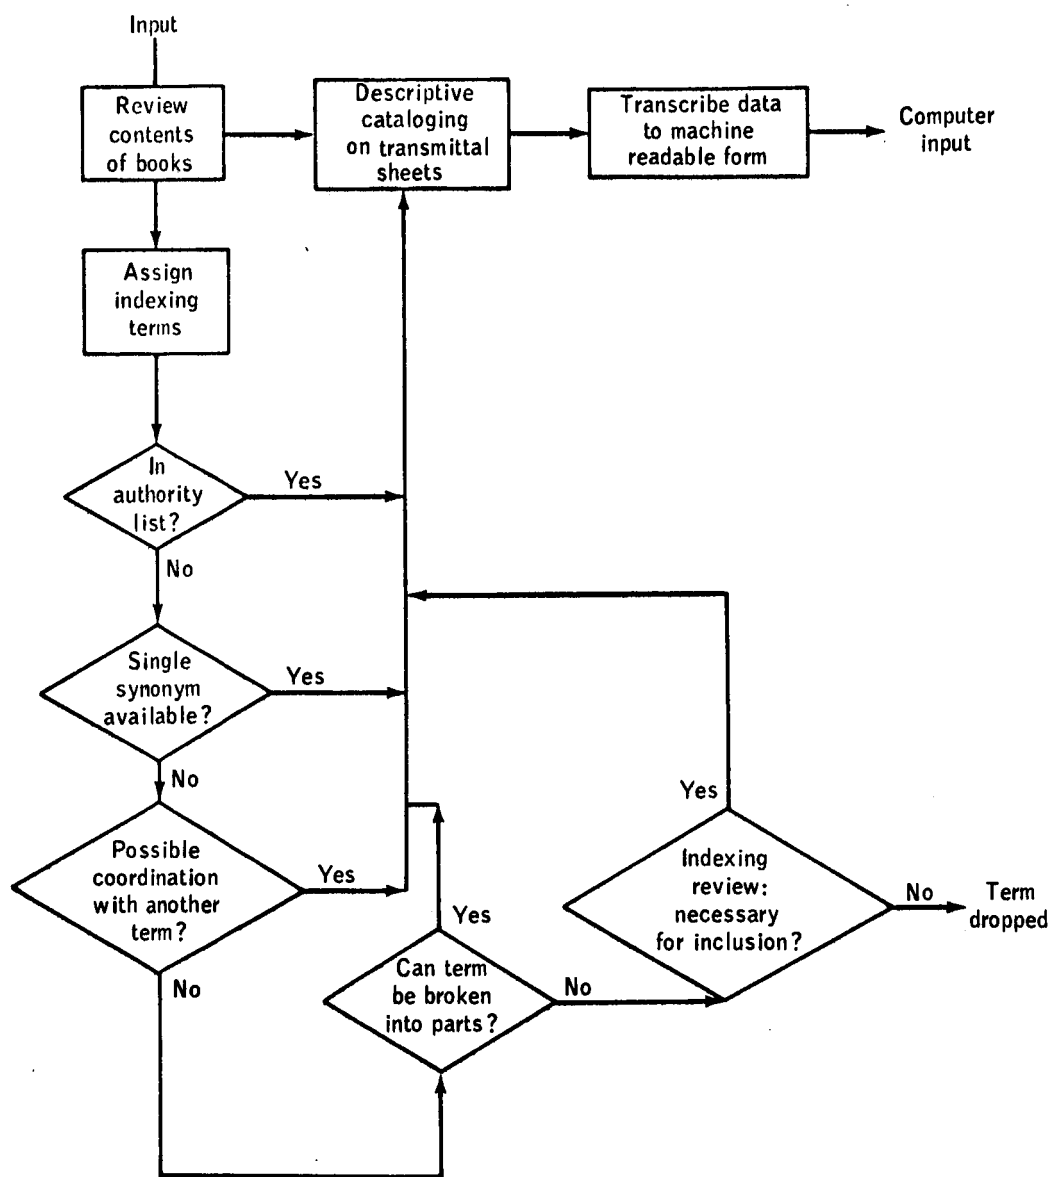 Input
Review
contents
of books
Descriptive
cataloging
on transmittal
sheets
Transcribe data
to machine
readable form
Computer
input
Assign
indexing
terms
In
authority
list?
Yes
No
Single
synonym
available?
Yes
No
Possible
coordination
with another
term?
Yes
No
Can term
be broken
into parts?
Yes
No
Indexing
review:
necessary
for inclusion?
Yes
No
Term
dropped